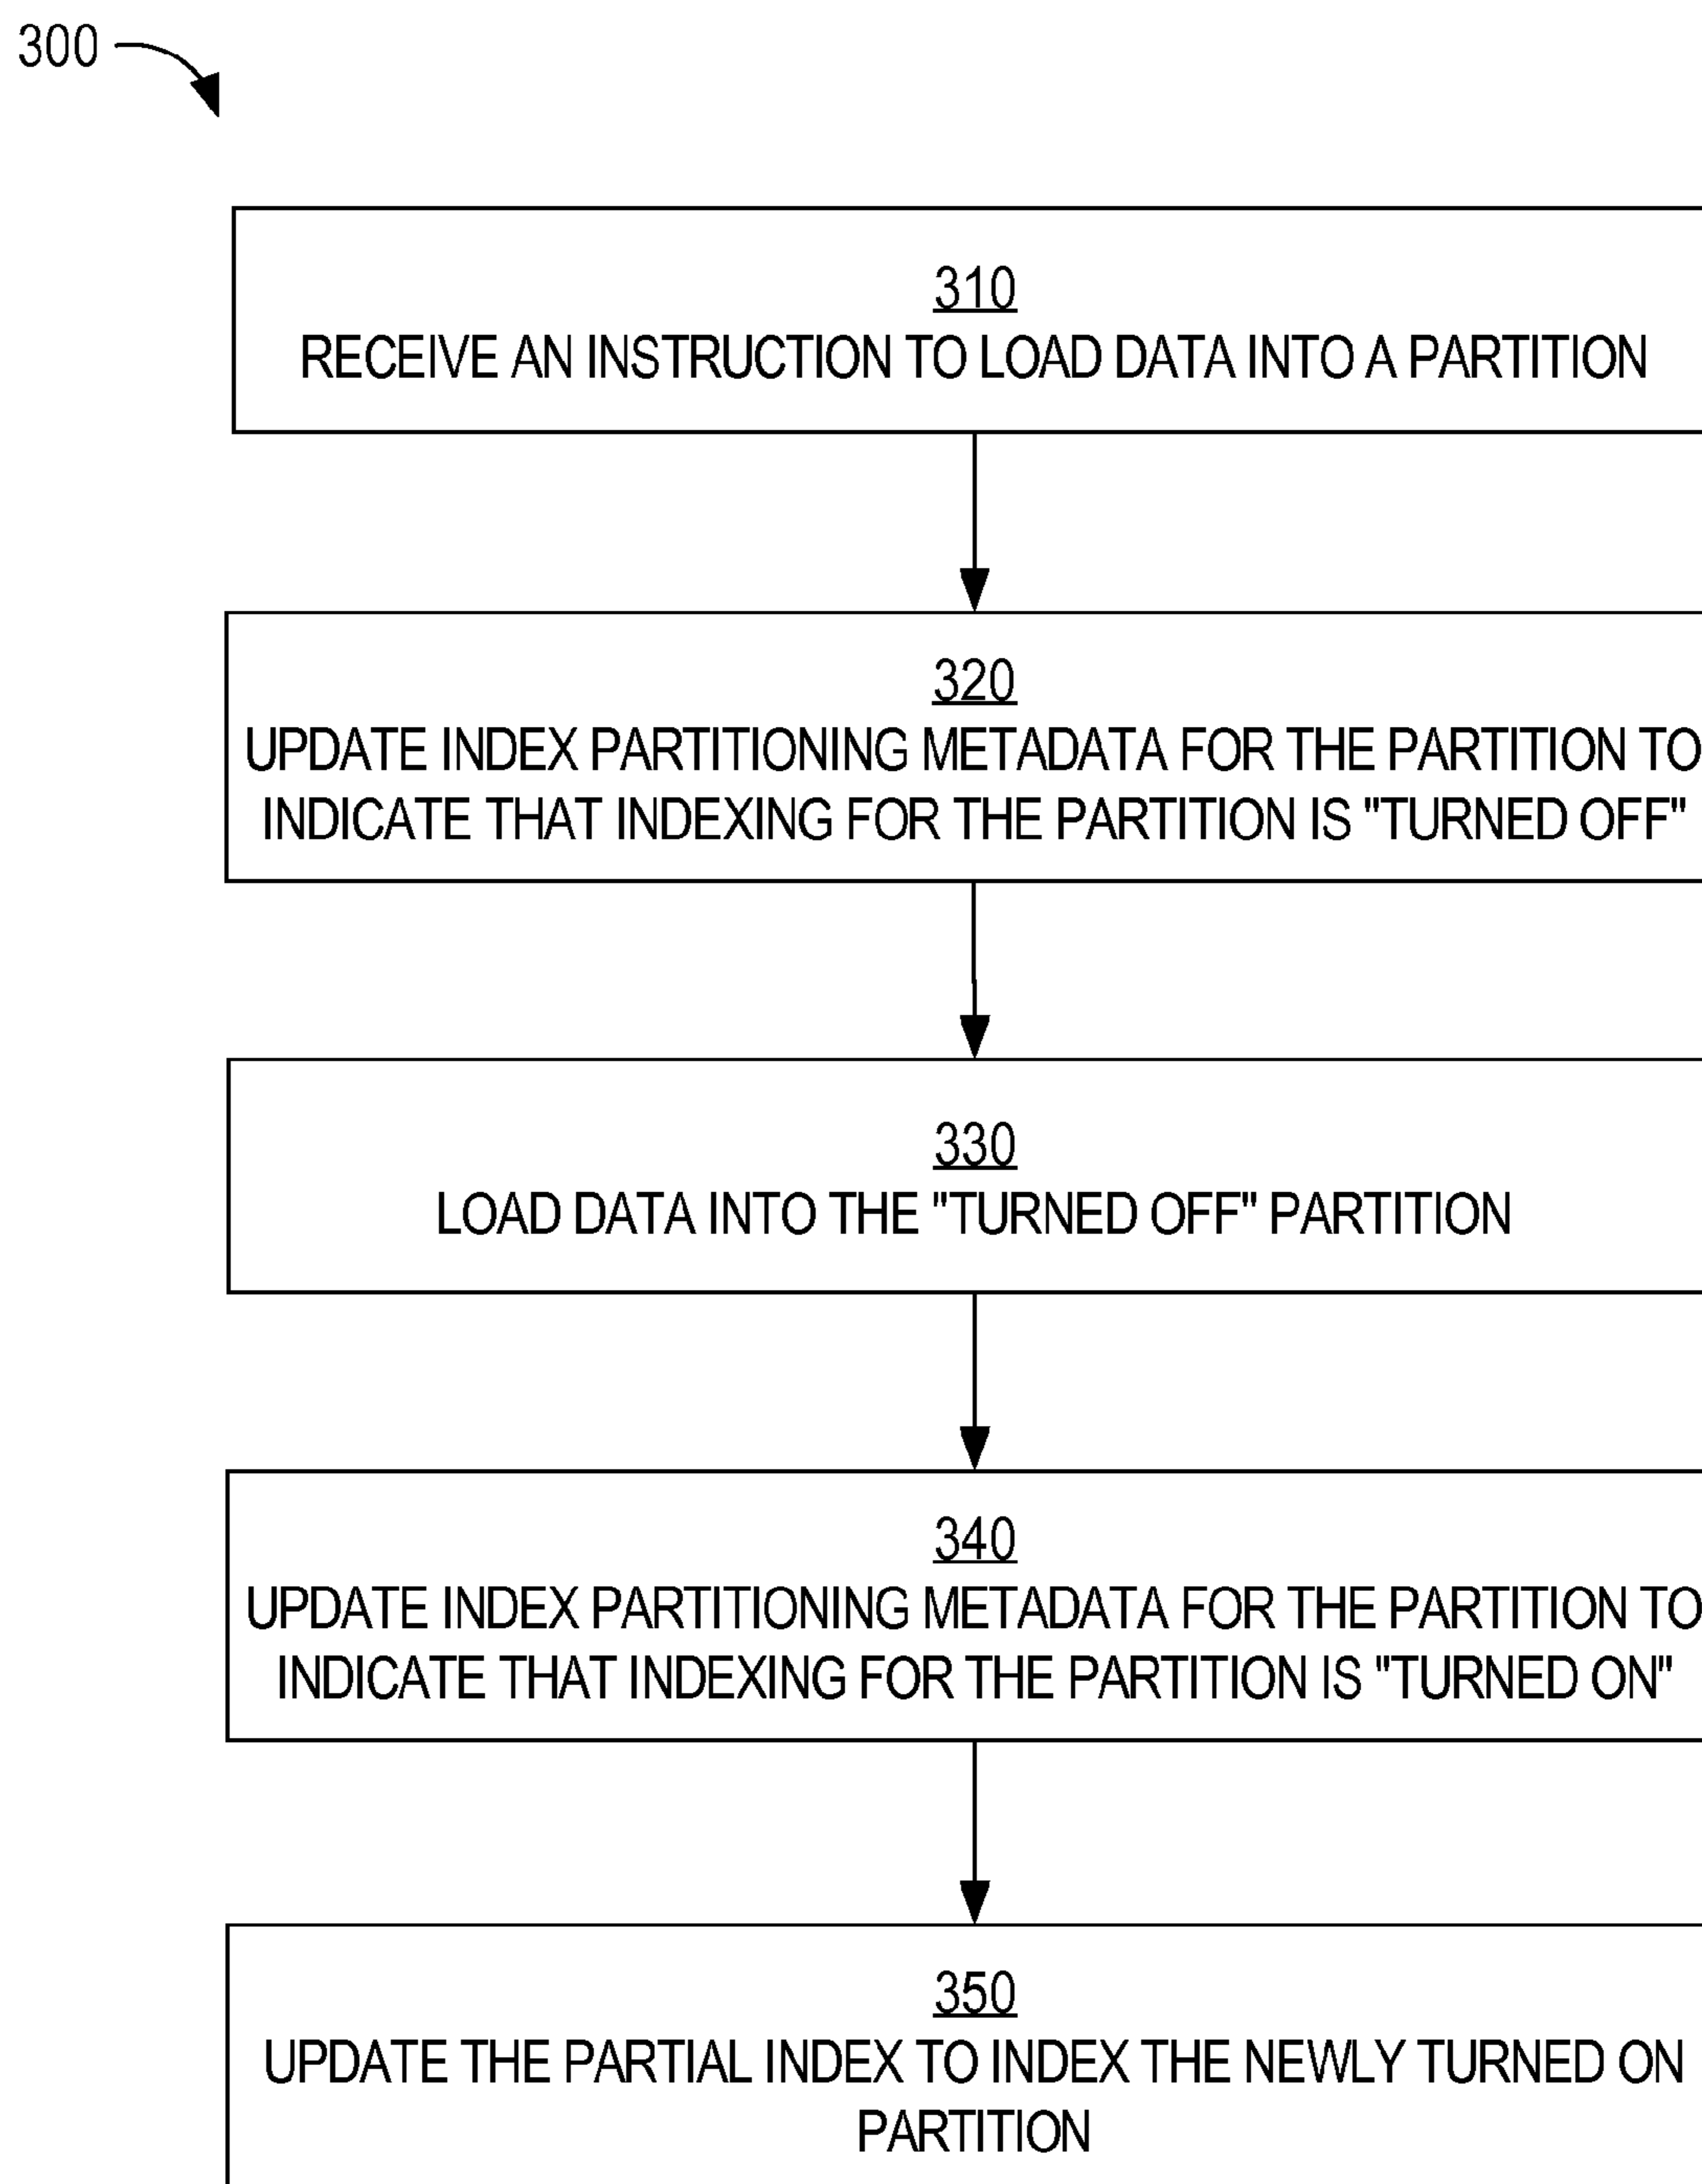 300
310
RECEIVE AN INSTRUCTION TO LOAD DATA INTO A PARTITION
320
UPDATE INDEX PARTITIONING METADATA FOR THE PARTITION TO
INDICATE THAT INDEXING FOR THE PARTITION IS "TURNED OFF"
330
LOAD DATA INTO THE "TURNED OFF" PARTITION
340
UPDATE INDEX PARTITIONING METADATA FOR THE PARTITION TO
INDICATE THAT INDEXING FOR THE PARTITION IS "TURNED ON"
350
UPDATE THE PARTIAL INDEX TO INDEX THE NEWLY TURNED ON
PARTITION